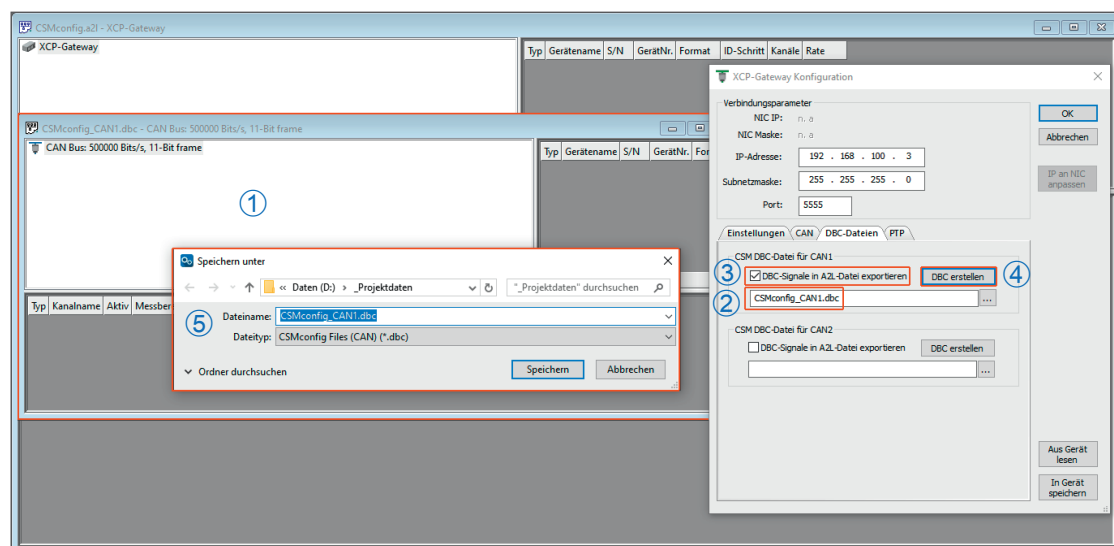 CSMconfig.a2l - XCP-Gateway
XCP-Gateway
Typ Gerätename S/N GerätNr. Format ID-Schritt Kanäle Rate
CSMconfig_CAN1.dbc - CAN Bus: 500000 Bits/s, 11-Bit frame
CAN Bus: 500000 Bits/s, 11-Bit frame
Typ Gerätename S/N GerätNr. For
①
Typ Kanalname Aktiv Messber
Speichern unter
« Daten (D:) › _Projektdaten
"_Projektdaten" durchsuchen
⑤
Dateiname: CSMconfig_CAN1.dbc
Dateityp: CSMconfig Files (CAN) (*.dbc)
Ordner durchsuchen
Speichern Abbrechen
XCP-Gateway Konfiguration
Verbindungsparameter
NIC IP: n. a
NIC Maske: n. a
IP-Adresse: 192 . 168 . 100 . 3
Subnetzmaske: 255 . 255 . 255 . 0
Port: 5555
OK
Abbrechen
IP an NIC
anpassen
Einstellungen CAN DBC-Dateien PTP
CSM DBC-Datei für CAN1
③ DBC-Signale in A2L-Datei exportieren DBC erstellen ④
② CSMconfig_CAN1.dbc ...
CSM DBC-Datei für CAN2
DBC-Signale in A2L-Datei exportieren DBC erstellen
...
Aus Gerät
lesen
In Gerät
speichern